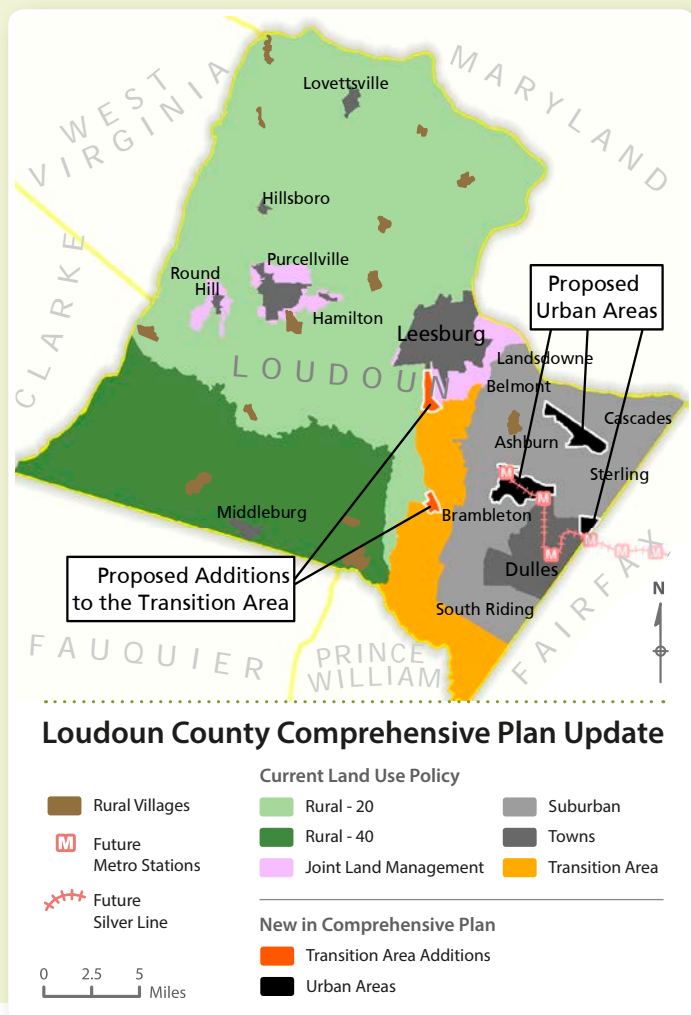 WEST
VIRGINIA
MARYLAND
Lovettsville
Hillsboro
Purcellville
Round
Hill
Hamilton
CLARKE
Proposed
Urban Areas
Leesburg
LOUDOUN
Landsdowne
Belmont
Cascades
Ashburn
M
Sterling
M
Middleburg
Brambleton
M
M
M
M
Dulles
Proposed Additions
to the Transition Area
South Riding
FAIRFAX
N
FAUQUIER
PRINCE
WILLIAM
Loudoun County Comprehensive Plan Update
Rural Villages
M
Future
Metro Stations
Future
Silver Line
0 2.5 5
Miles
Current Land Use Policy
Rural - 20
Rural - 40
Joint Land Management
Suburban
Towns
Transition Area
New in Comprehensive Plan
Transition Area Additions
Urban Areas